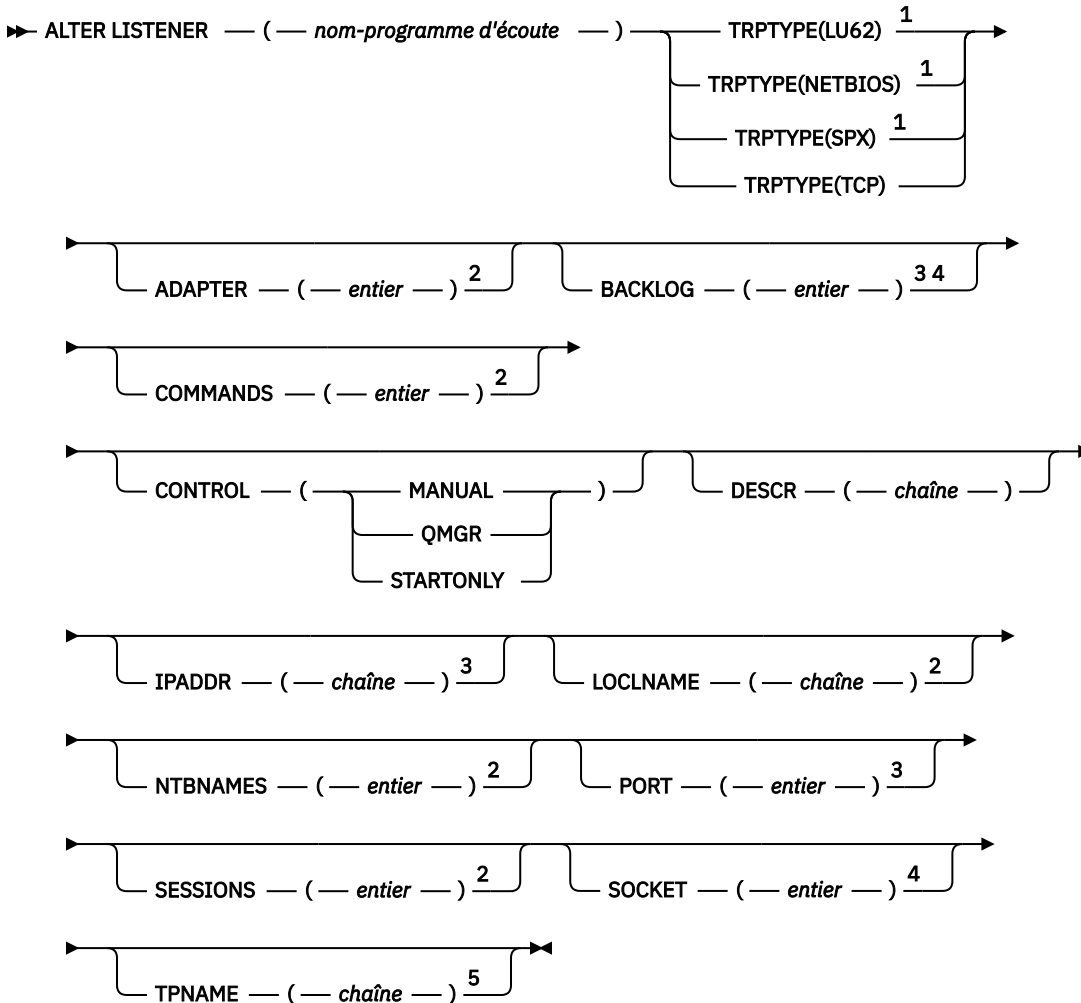 ALTER LISTENER ( nom-programme d'écoute ) TRPTYPE(LU62) 1
TRPTYPE(NETBIOS) 1
TRPTYPE(SPX) 1
TRPTYPE(TCP)
ADAPTER ( entier ) 2 BACKLOG ( entier ) 3 4
COMMANDS ( entier ) 2
CONTROL ( MANUAL ) DESCR ( chaîne )
QMGR
STARTONLY
IPADDR ( chaîne ) 3 LOCLNAME ( chaîne ) 2
NTBNAMES ( entier ) 2 PORT ( entier ) 3
SESSIONS ( entier ) 2 SOCKET ( entier ) 4
TPNAME ( chaîne ) 5